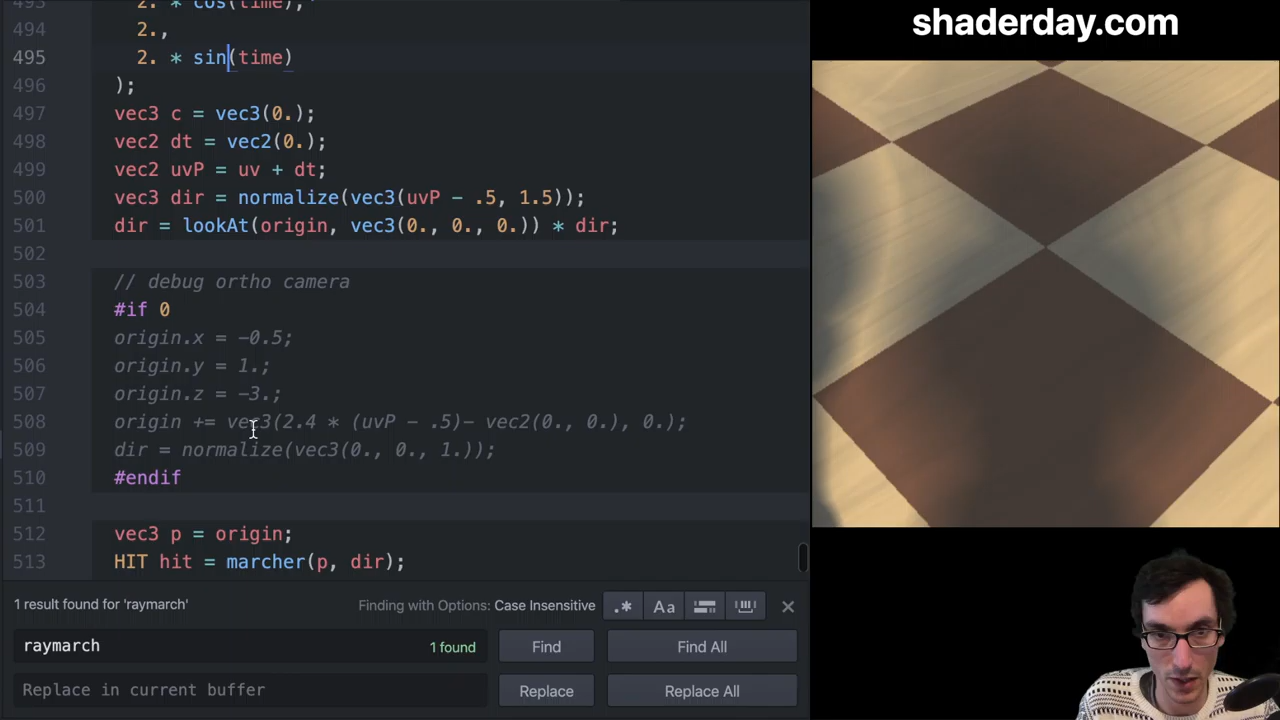 493 2. * cos(time),
494 2.,
495 2. * sin(time)
496 );
497 vec3 c = vec3(0.);
498 vec2 dt = vec2(0.);
499 vec2 uvP = uv + dt;
500 vec3 dir = normalize(vec3(uvP - .5, 1.5));
501 dir = lookAt(origin, vec3(0., 0., 0.)) * dir;
502
503 // debug ortho camera
504 #if 0
505 origin.x = -0.5;
506 origin.y = 1.;
507 origin.z = -3.;
508 origin += vec3(2.4 * (uvP - .5)- vec2(0., 0.), 0.);
509 dir = normalize(vec3(0., 0., 1.));
510 #endif
511
512 vec3 p = origin;
513 HIT hit = marcher(p, dir);
1 result found for 'raymarch'
Finding with Options: Case Insensitive
.*
Aa
raymarch
1 found
Find
Find All
Replace in current buffer
Replace
Replace All
shaderday.com